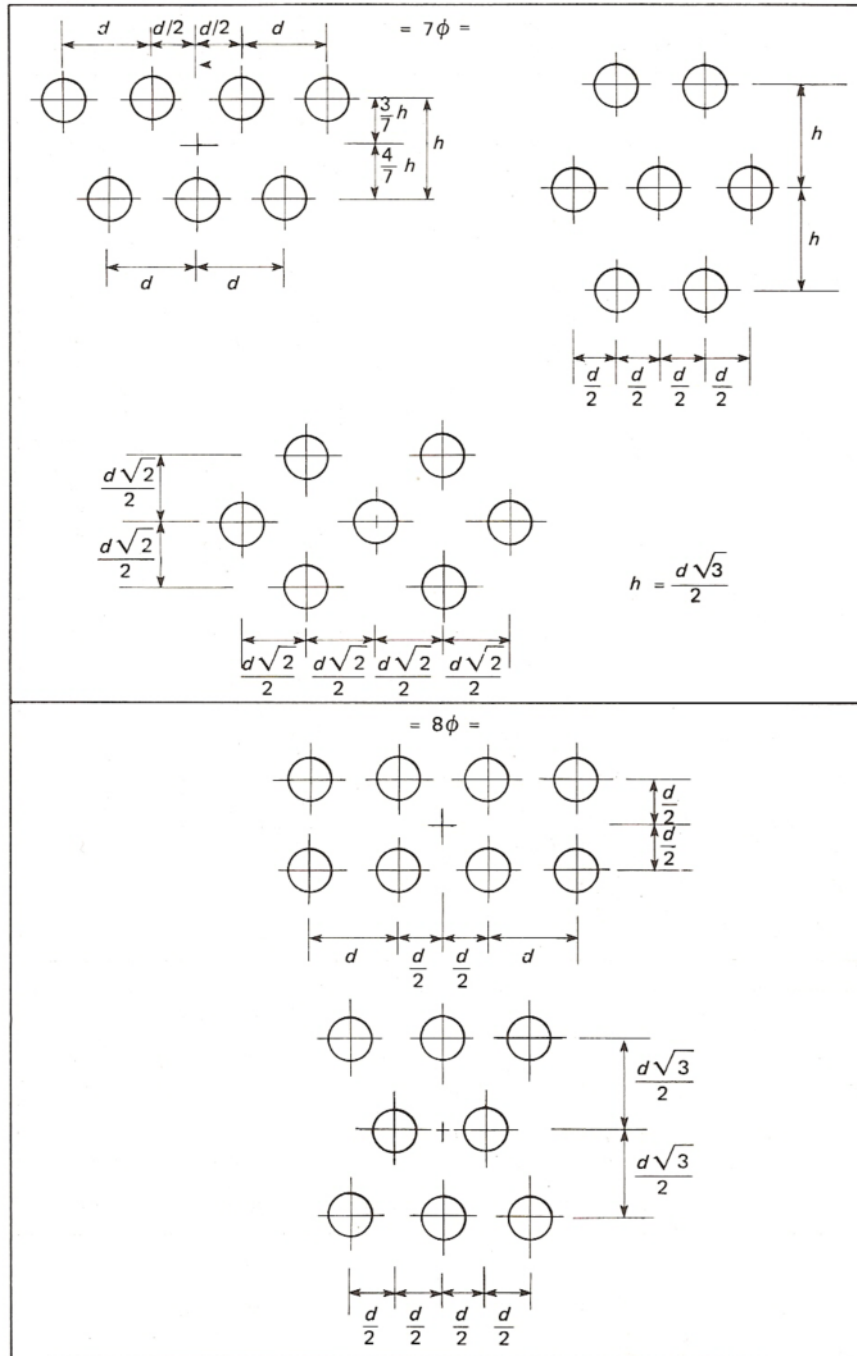 d d/2 d/2 d
= 7ϕ =
3/7 h
h
4/7 h
d d
h
h
d/2 d/2 d/2 d/2
d√2/2
d√2/2
h = d√3/2
d√2/2 d√2/2 d√2/2 d√2/2
= 8ϕ =
d/2
d/2
d d/2 d/2 d
d√3/2
d√3/2
d/2 d/2 d/2 d/2